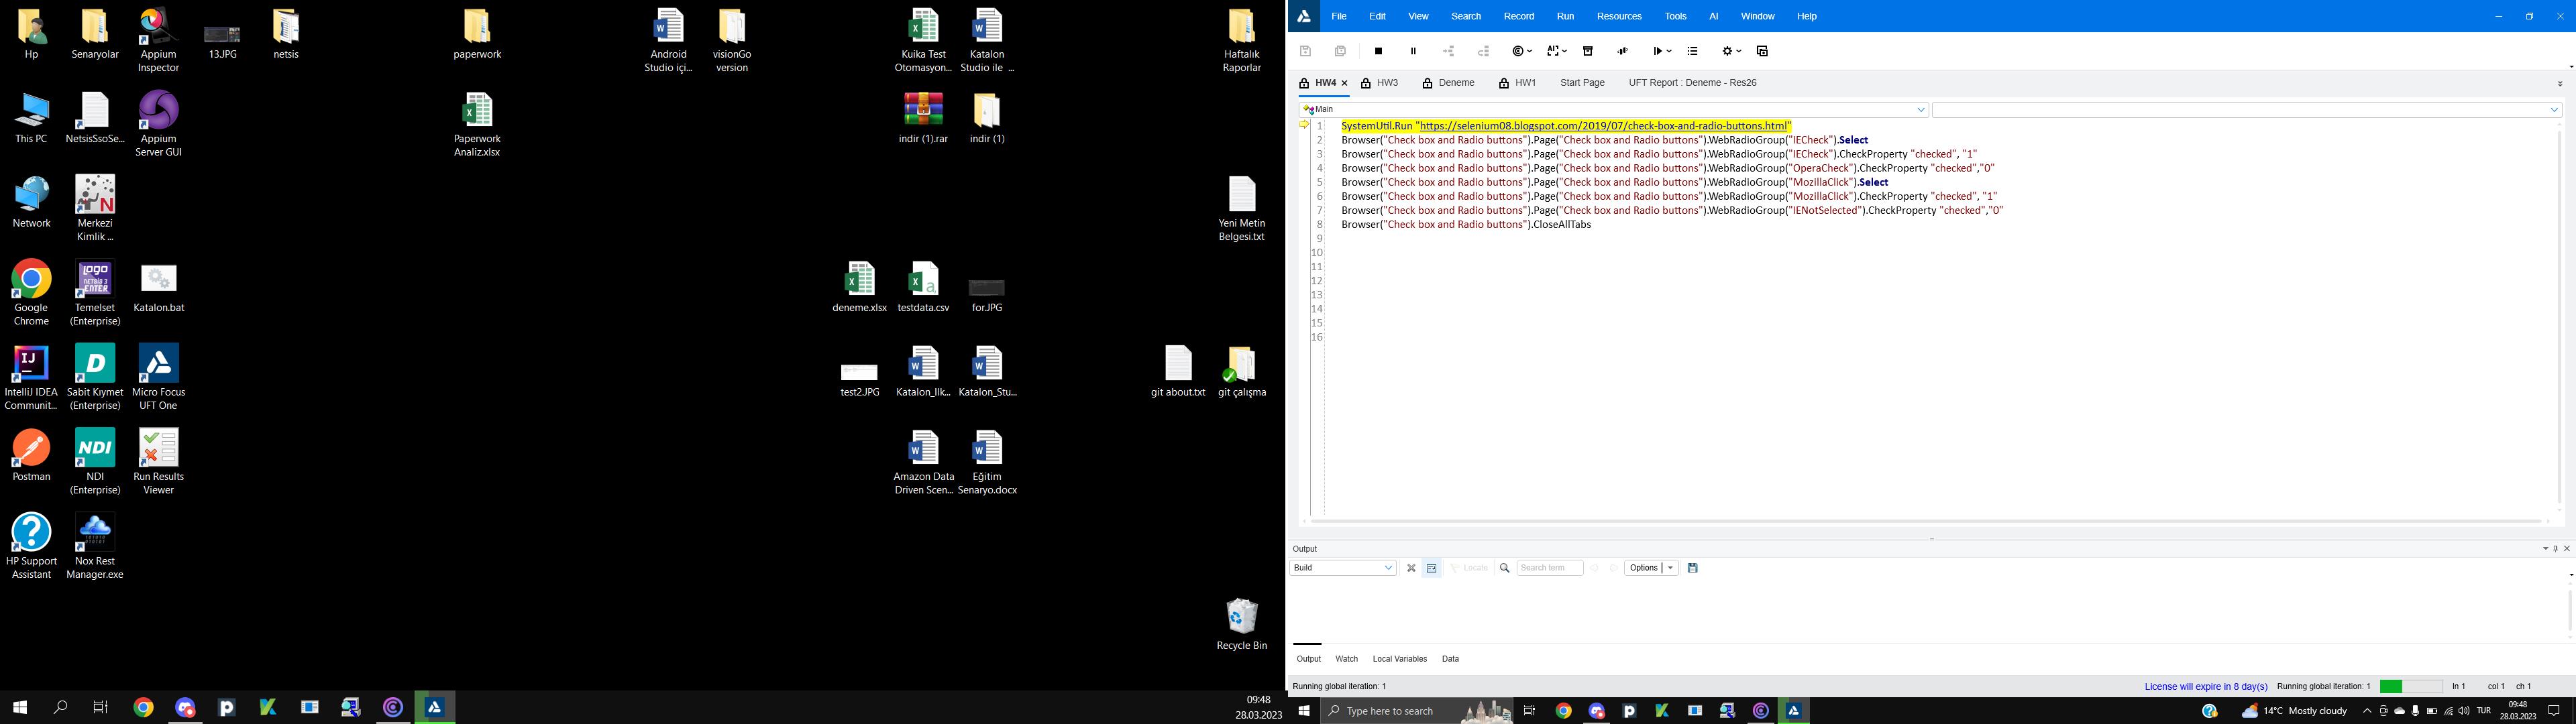 Hp
Senaryolar
Appium
Inspector
13.JPG
netsis
paperwork
Android
Studio içi...
visionGo
version
Kuika Test
Otomasyon...
Katalon
Studio ile ...
Haftalık
Raporlar
This PC
NetsisSsoSe...
Appium
Server GUI
Paperwork
Analiz.xlsx
indir (1).rar
indir (1)
Network
Merkezi
Kimlik ...
Yeni Metin
Belgesi.txt
Google
Chrome
Temelset
(Enterprise)
Katalon.bat
deneme.xlsx
testdata.csv
for.JPG
IntelliJ IDEA
Communit...
Sabit Kıymet
(Enterprise)
Micro Focus
UFT One
test2.JPG
Katalon_Ilk...
Katalon_Stu...
git about.txt
git çalışma
Postman
NDI
(Enterprise)
Run Results
Viewer
Amazon Data
Driven Scen...
Eğitim
Senaryo.docx
HP Support
Assistant
Nox Rest
Manager.exe
Recycle Bin
09:48
28.03.2023
File Edit View Search Record Run Resources Tools AI Window Help
HW4 HW3 Deneme HW1 Start Page UFT Report : Deneme - Res26
Main
1 SystemUtil.Run "https://selenium08.blogspot.com/2019/07/check-box-and-radio-buttons.html"
2 Browser("Check box and Radio buttons").Page("Check box and Radio buttons").WebRadioGroup("IECheck").Select
3 Browser("Check box and Radio buttons").Page("Check box and Radio buttons").WebRadioGroup("IECheck").CheckProperty "checked", "1"
4 Browser("Check box and Radio buttons").Page("Check box and Radio buttons").WebRadioGroup("OperaCheck").CheckProperty "checked","0"
5 Browser("Check box and Radio buttons").Page("Check box and Radio buttons").WebRadioGroup("MozillaClick").Select
6 Browser("Check box and Radio buttons").Page("Check box and Radio buttons").WebRadioGroup("MozillaClick").CheckProperty "checked", "1"
7 Browser("Check box and Radio buttons").Page("Check box and Radio buttons").WebRadioGroup("IENotSelected").CheckProperty "checked","0"
8 Browser("Check box and Radio buttons").CloseAllTabs
9
10
11
12
13
14
15
16
Output
Build
Locate
Search term
Options
Output Watch Local Variables Data
Running global iteration: 1
License will expire in 8 day(s)
Running global iteration: 1
ln 1 col 1 ch 1
Type here to search
14°C Mostly cloudy
TUR
09:48
28.03.2023